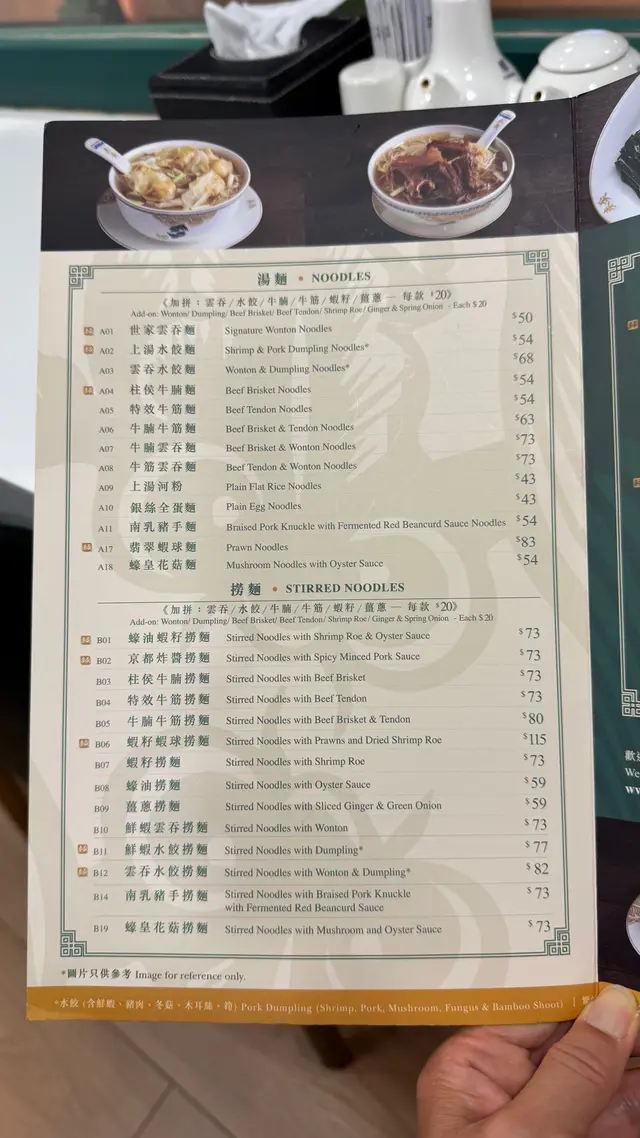 湯麵 • NOODLES
《加拼：雲吞/水餃/牛腩/牛筋/蝦籽/薑蔥 — 每款 $20》
Add-on: Wonton/ Dumpling/ Beef Brisket/ Beef Tendon/ Shrimp Roe/ Ginger & Spring Onion - Each $ 20
A01 世家雲吞麵 Signature Wonton Noodles $50
A02 上湯水餃麵 Shrimp & Pork Dumpling Noodles* $54
A03 雲吞水餃麵 Wonton & Dumpling Noodles* $68
A04 柱侯牛腩麵 Beef Brisket Noodles $54
A05 特效牛筋麵 Beef Tendon Noodles $54
A06 牛腩牛筋麵 Beef Brisket & Tendon Noodles $63
A07 牛腩雲吞麵 Beef Brisket & Wonton Noodles $73
A08 牛筋雲吞麵 Beef Tendon & Wonton Noodles $73
A09 上湯河粉 Plain Flat Rice Noodles $43
A10 銀絲全蛋麵 Plain Egg Noodles $43
A11 南乳豬手麵 Braised Pork Knuckle with Fermented Red Beancurd Sauce Noodles $54
A17 翡翠蝦球麵 Prawn Noodles $83
A18 蠔皇花菇麵 Mushroom Noodles with Oyster Sauce $54
撈麵 • STIRRED NOODLES
《加拼：雲吞/水餃/牛腩/牛筋/蝦籽/薑蔥 — 每款 $20》
Add-on: Wonton/ Dumpling/ Beef Brisket/ Beef Tendon/ Shrimp Roe/ Ginger & Spring Onion - Each $ 20
B01 蠔油蝦籽撈麵 Stirred Noodles with Shrimp Roe & Oyster Sauce $73
B02 京都炸醬撈麵 Stirred Noodles with Spicy Minced Pork Sauce $73
B03 柱侯牛腩撈麵 Stirred Noodles with Beef Brisket $73
B04 特效牛筋撈麵 Stirred Noodles with Beef Tendon $73
B05 牛腩牛筋撈麵 Stirred Noodles with Beef Brisket & Tendon $80
B06 蝦籽蝦球撈麵 Stirred Noodles with Prawns and Dried Shrimp Roe $115
B07 蝦籽撈麵 Stirred Noodles with Shrimp Roe $73
B08 蠔油撈麵 Stirred Noodles with Oyster Sauce $59
B09 薑蔥撈麵 Stirred Noodles with Sliced Ginger & Green Onion $59
B10 鮮蝦雲吞撈麵 Stirred Noodles with Wonton $73
B11 鮮蝦水餃撈麵 Stirred Noodles with Dumpling* $77
B12 雲吞水餃撈麵 Stirred Noodles with Wonton & Dumpling* $82
B14 南乳豬手撈麵 Stirred Noodles with Braised Pork Knuckle $73
with Fermented Red Beancurd Sauce
B19 蠔皇花菇撈麵 Stirred Noodles with Mushroom and Oyster Sauce $73
*圖片只供參考 Image for reference only.
*水餃 (含鮮蝦、豬肉、冬菇、木耳絲、筍) Pork Dumpling (Shrimp, Pork, Mushroom, Fungus & Bamboo Shoot) |
歡
We